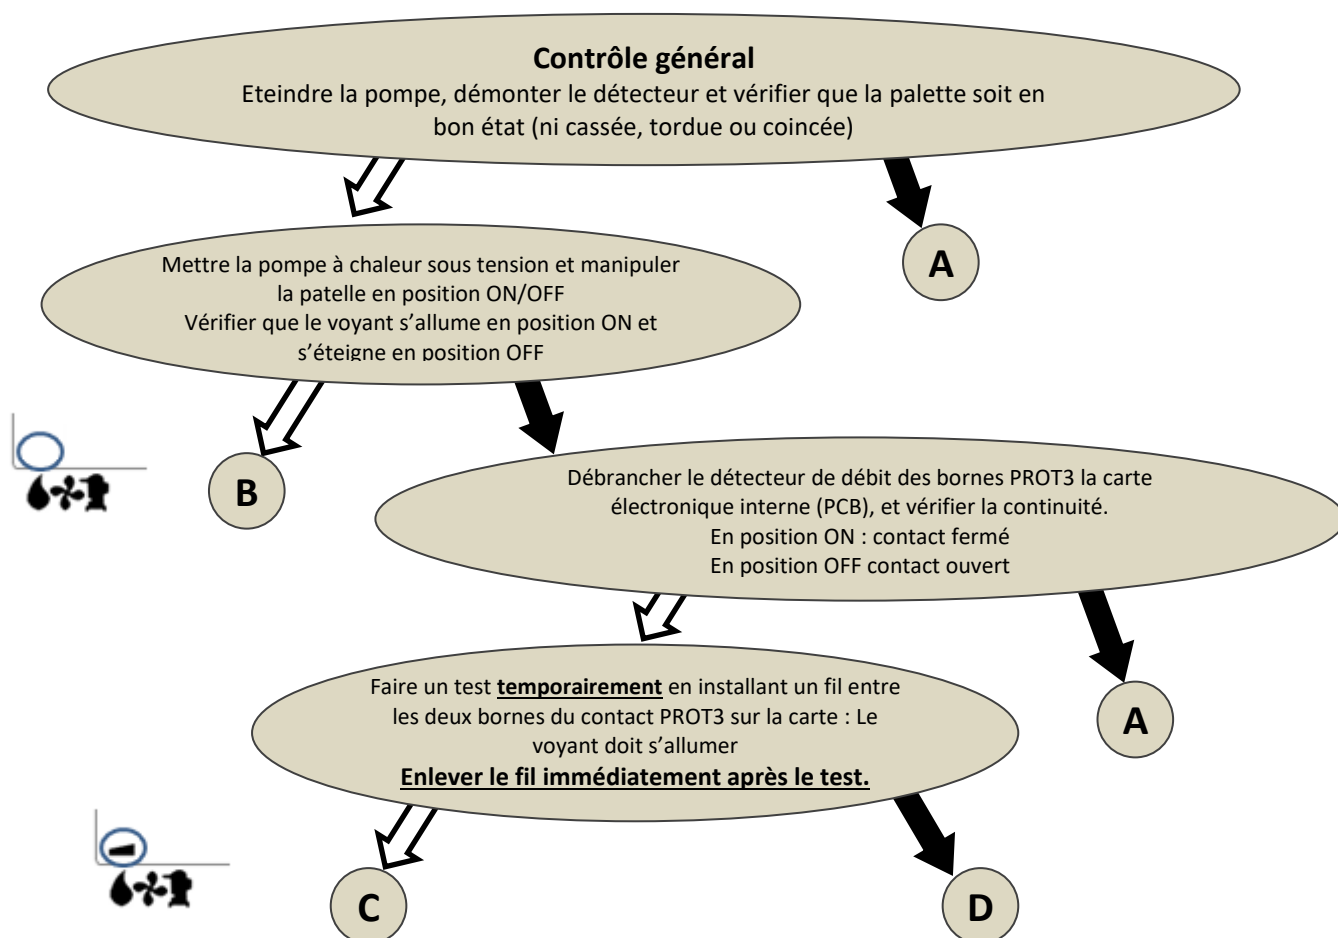 Contrôle général
Eteindre la pompe, démonter le détecteur et vérifier que la palette soit en
bon état (ni cassée, tordue ou coincée)
A
Mettre la pompe à chaleur sous tension et manipuler
la patelle en position ON/OFF
Vérifier que le voyant s’allume en position ON et
s’éteigne en position OFF
B
Débrancher le détecteur de débit des bornes PROT3 la carte
électronique interne (PCB), et vérifier la continuité.
En position ON : contact fermé
En position OFF contact ouvert
A
Faire un test temporairement en installant un fil entre
les deux bornes du contact PROT3 sur la carte : Le
voyant doit s’allumer
Enlever le fil immédiatement après le test.
C
D